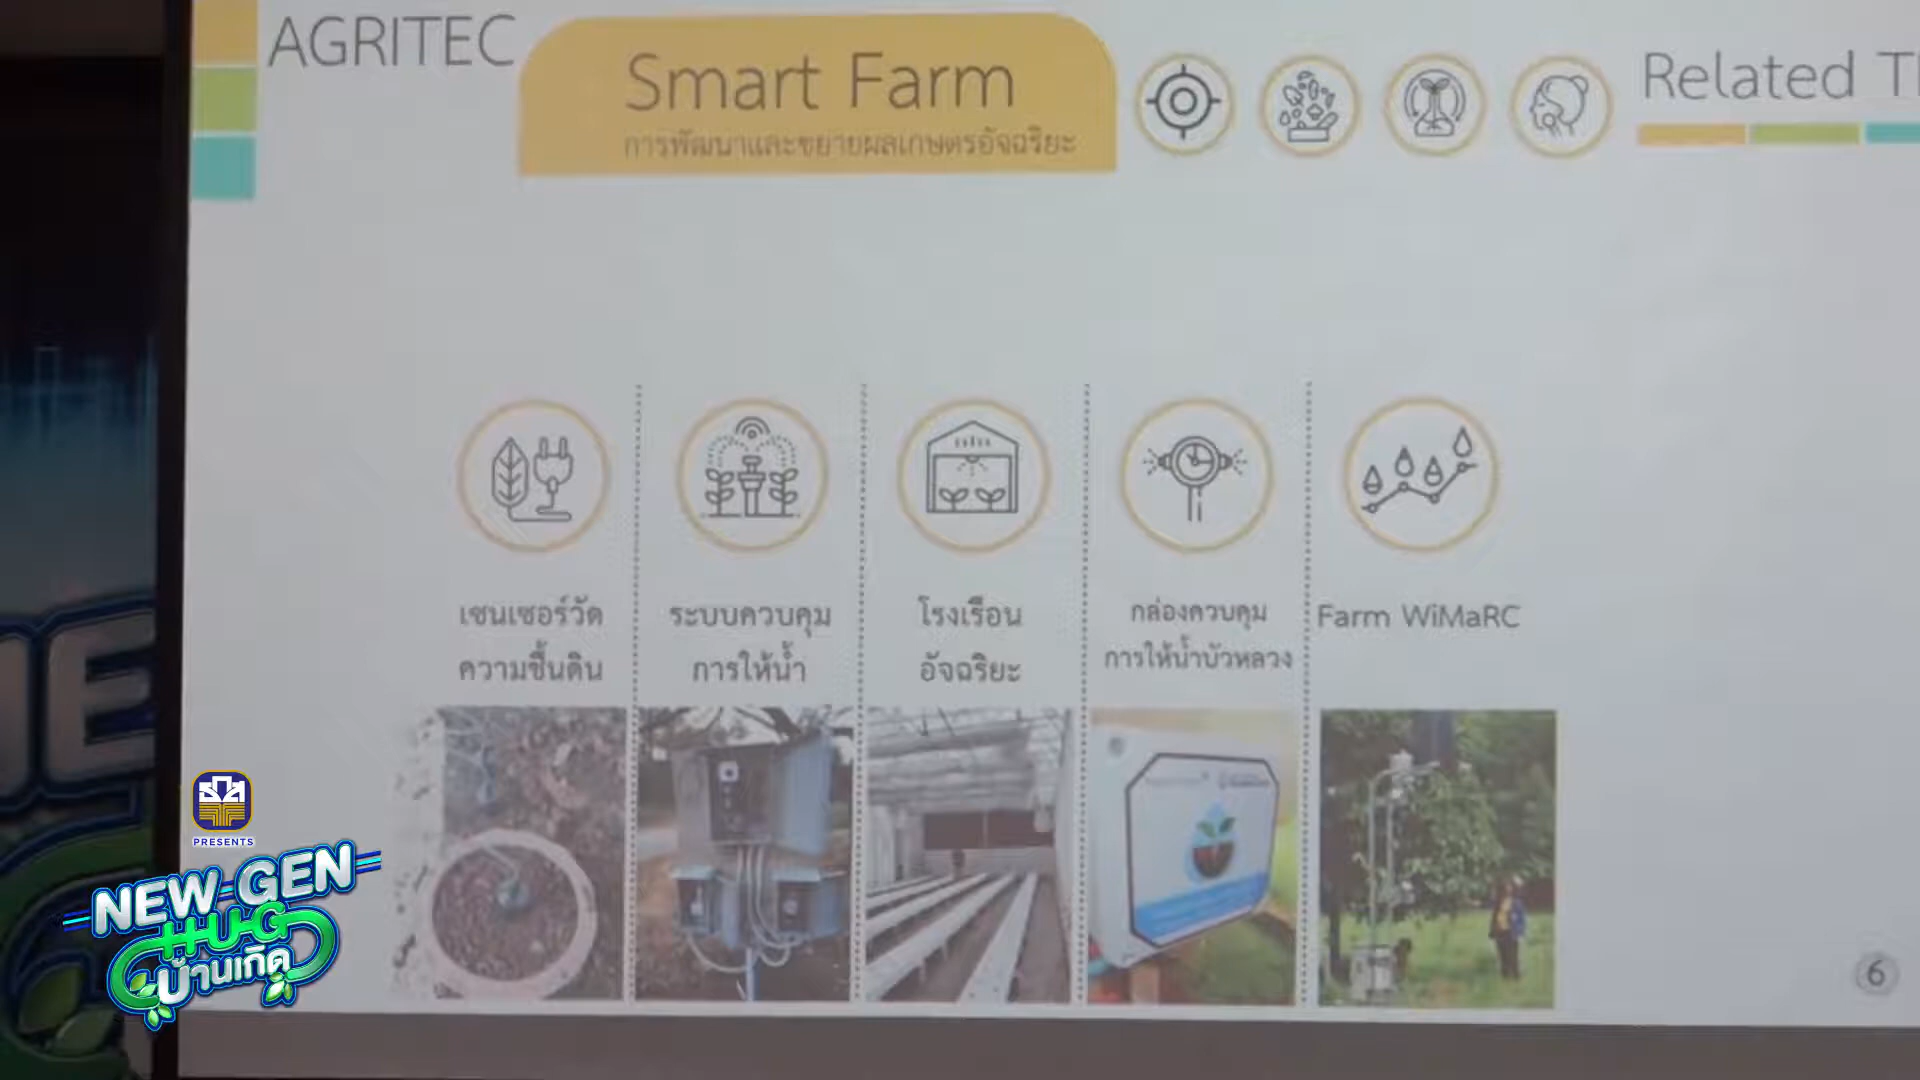 AGRITEC
Smart Farm
การพัฒนาและขยายผลเกษตรอัจฉริยะ
Related
เซนเซอร์วัด
ความชื้นดิน
ระบบควบคุม
การให้น้ำ
โรงเรือน
อัจฉริยะ
กล่องควบคุม
การให้น้ำบัวหลวง
Farm WiMaRC
6
PRESENTS
NEW GEN
HUG
บ้านเกิด